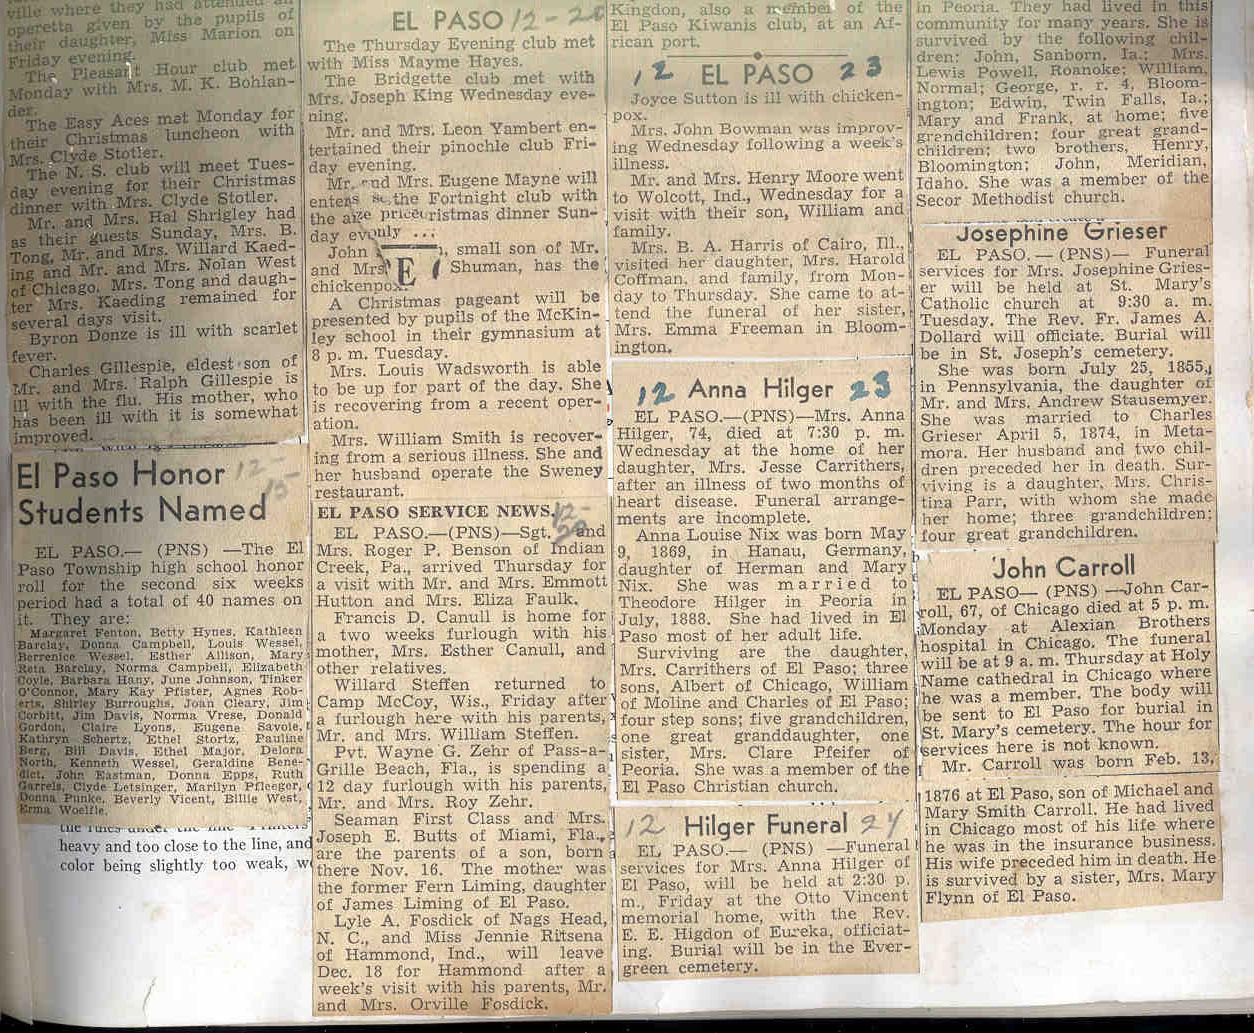 ville where they had attended an
operetta given by the pupils of
their daughter, Miss Marion on
Friday evening.
The Pleasant Hour club met
Monday with Mrs. M. K. Bohlan-
der.
The Easy Aces met Monday for
their Christmas luncheon with
Mrs. Clyde Stotler.
The N. S. club will meet Tues-
day evening for their Christmas
dinner with Mrs. Clyde Stotler.
Mr. and Mrs. Hal Shrigley had
as their guests Sunday, Mrs. B.
Tong, Mr. and Mrs. Willard Kaed-
ing and Mr. and Mrs. Nolan West
of Chicago. Mrs. Tong and daugh-
ter Mrs. Kaeding remained for
several days visit.
Byron Donze is ill with scarlet
fever.
Charles Gillespie, eldest son of
Mr. and Mrs. Ralph Gillespie is
ill with the flu. His mother, who
has been ill with it is somewhat
improved.
El Paso Honor 12-
15
Students Named
EL PASO.— (PNS) —The El
Paso Township high school honor
roll for the second six weeks
period had a total of 40 names on
it. They are:
Margaret Fenton, Betty Hynes, Kathleen
Barclay, Donna Campbell, Louis Wessel,
Berrenice Wessel, Esther Allison, Mary
Reta Barclay, Norma Campbell, Elizabeth
Coyle, Barbara Hany, June Johnson, Tinker
O'Connor, Mary Kay Pfister, Agnes Rob-
erts, Shirley Burroughs, Joan Cleary, Jim
Corbitt, Jim Davis, Norma Vrese, Donald
Gordon, Claire Lyons, Eugene Savoie,
Kathryn Schertz, Ethel Stortz, Pauline
Berg, Bill Davis, Ethel Major, Delora
North, Kenneth Wessel, Geraldine Bene-
dict, John Eastman, Donna Epps, Ruth
Garrels, Clyde Letsinger, Marilyn Pfleeger,
Donna Punke, Beverly Vicent, Billie West,
Erma Woelfle.
heavy and too close to the line, and
color being slightly too weak,
EL PASO 12-20
The Thursday Evening club met
with Miss Mayme Hayes.
The Bridgette club met with
Mrs. Joseph King Wednesday eve-
ning.
Mr. and Mrs. Leon Yambert en-
tertained their pinochle club Fri-
day evening.
Mr. and Mrs. Eugene Mayne will
the Fortnight club with
the ristmas dinner Sun-
day
John , small son of Mr.
and Mrs E Shuman, has the
chickenpox.
A Christmas pageant will be
presented by pupils of the McKin-
ley school in their gymnasium at
8 p. m. Tuesday.
Mrs. Louis Wadsworth is able
to be up for part of the day. She
is recovering from a recent oper-
ation.
Mrs. William Smith is recover-
ing from a serious illness. She and
her husband operate the Sweney
restaurant.
EL PASO SERVICE NEWS. 12-
20
EL PASO.—(PNS)—Sgt. and
Mrs. Roger P. Benson of Indian
Creek, Pa., arrived Thursday for
a visit with Mr. and Mrs. Emmott
Hutton and Mrs. Eliza Faulk.
Francis D. Canull is home for
a two weeks furlough with his
mother, Mrs. Esther Canull, and
other relatives.
Willard Steffen returned to
Camp McCoy, Wis., Friday after
a furlough here with his parents,
Mr. and Mrs. William Steffen.
Pvt. Wayne G. Zehr of Pass-a-
Grille Beach, Fla., is spending a
12 day furlough with his parents,
Mr. and Mrs. Roy Zehr.
Seaman First Class and Mrs.
Joseph E. Butts of Miami, Fla.,
are the parents of a son, born
there Nov. 16. The mother was
the former Fern Liming, daughter
of James Liming of El Paso.
Lyle A. Fosdick of Nags Head,
N. C., and Miss Jennie Ritsena
of Hammond, Ind., will leave
Dec. 18 for Hammond after a
week's visit with his parents, Mr.
and Mrs. Orville Fosdick.
Kingdon, also a member of the
El Paso Kiwanis club, at an Af-
rican port.
12 EL PASO 23
Joyce Sutton is ill with chicken-
pox.
Mrs. John Bowman was improv-
ing Wednesday following a week's
illness.
Mr. and Mrs. Henry Moore went
to Wolcott, Ind., Wednesday for a
visit with their son, William and
family.
Mrs. B. A. Harris of Cairo, Ill.,
visited her daughter, Mrs. Harold
Coffman, and family, from Mon-
day to Thursday. She came to at-
tend the funeral of her sister,
Mrs. Emma Freeman in Bloom-
ington.
12 Anna Hilger 23
EL PASO.—(PNS)—Mrs. Anna
Hilger, 74, died at 7:30 p. m.
Wednesday at the home of her
daughter, Mrs. Jesse Carrithers,
after an illness of two months of
heart disease. Funeral arrange-
ments are incomplete.
Anna Louise Nix was born May
9, 1869, in Hanau, Germany,
daughter of Herman and Mary
Nix. She was married to
Theodore Hilger in Peoria in
July, 1888. She had lived in El
Paso most of her adult life.
Surviving are the daughter,
Mrs. Carrithers of El Paso; three
sons, Albert of Chicago, William
of Moline and Charles of El Paso;
four step sons; five grandchildren,
one great granddaughter, one
sister, Mrs. Clare Pfeifer of
Peoria. She was a member of the
El Paso Christian church.
12 Hilger Funeral 24
EL PASO.— (PNS) —Funeral
services for Mrs. Anna Hilger of
El Paso, will be held at 2:30 p.
m., Friday at the Otto Vincent
memorial home, with the Rev.
E. E. Higdon of Eureka, officiat-
ing. Burial will be in the Ever-
green cemetery.
in Peoria. They had lived in this
community for many years. She is
survived by the following chil-
dren: John, Sanborn, Ia.; Mrs.
Lewis Powell, Roanoke; William,
Normal; George, r. r. 4, Bloom-
ington; Edwin, Twin Falls, Ia.;
Mary and Frank, at home; five
grendchildren; four great grand-
children; two brothers, Henry,
Bloomington; John, Meridian,
Idaho. She was a member of the
Secor Methodist church.
Josephine Grieser
EL PASO. — (PNS)— Funeral
services for Mrs. Josephine Gries-
er will be held at St. Mary's
Catholic church at 9:30 a. m.
Tuesday. The Rev. Fr. James A.
Dollard will officiate. Burial will
be in St. Joseph's cemetery.
She was born July 25, 1855,
in Pennsylvania, the daughter of
Mr. and Mrs. Andrew Stausemyer.
She was married to Charles
Grieser April 5, 1874, in Meta-
mora. Her husband and two chil-
dren preceded her in death. Sur-
viving is a daughter, Mrs. Chris-
tina Parr, with whom she made
her home; three grandchildren;
four great grandchildren.
John Carroll
EL PASO— (PNS) —John Car-
roll, 67, of Chicago died at 5 p. m.
Monday at Alexian Brothers
hospital in Chicago. The funeral
will be at 9 a. m. Thursday at Holy
Name cathedral in Chicago where
he was a member. The body will
be sent to El Paso for burial in
St. Mary's cemetery. The hour for
services here is not known.
Mr. Carroll was born Feb. 13,
1876 at El Paso, son of Michael and
Mary Smith Carroll. He had lived
in Chicago most of his life where
he was in the insurance business.
His wife preceded him in death. He
is survived by a sister, Mrs. Mary
Flynn of El Paso.